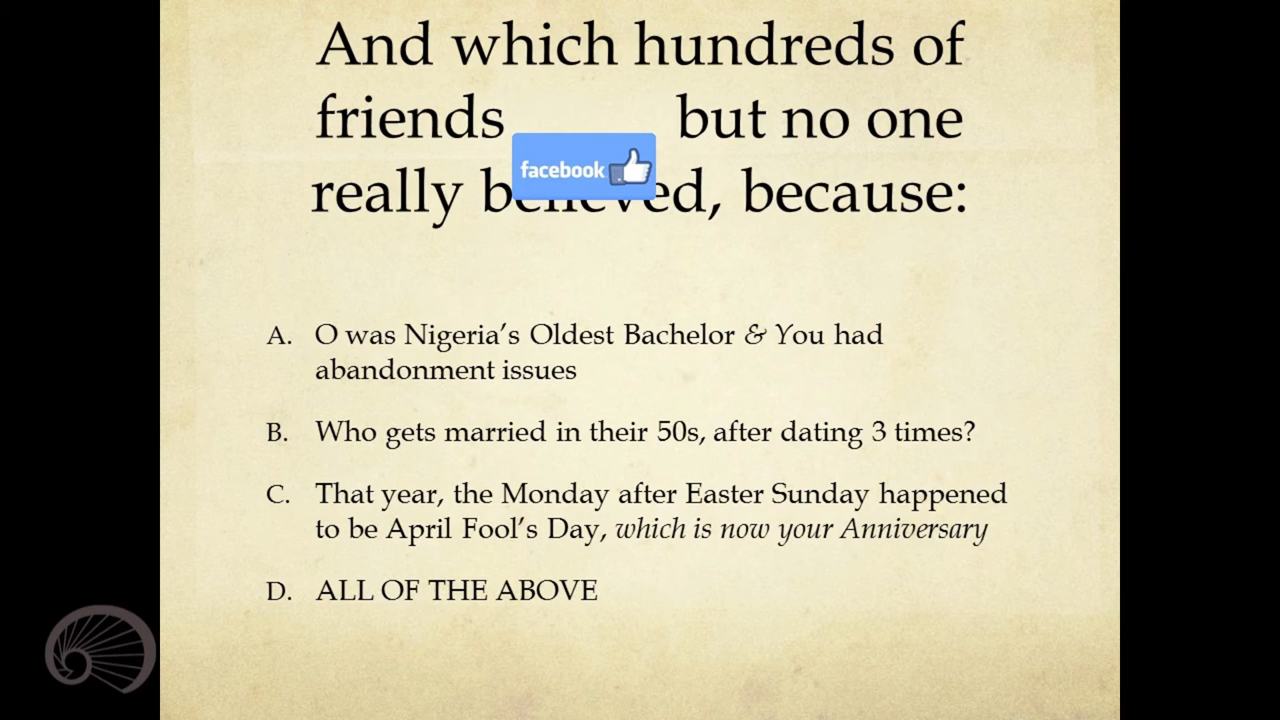 And which hundreds of
friends facebook but no one
really believed, because:
A. O was Nigeria's Oldest Bachelor & You had
abandonment issues
B. Who gets married in their 50s, after dating 3 times?
C. That year, the Monday after Easter Sunday happened
to be April Fool's Day, which is now your Anniversary
D. ALL OF THE ABOVE